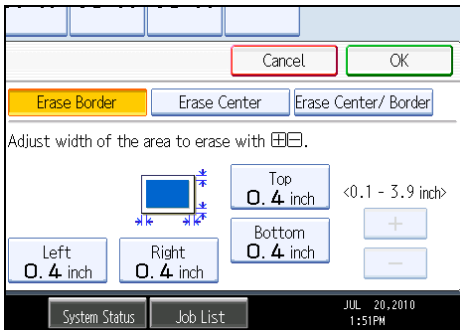 Cancel
OK
Erase Border
Erase Center
Erase Center/ Border
Adjust width of the area to erase with ⊞⊟.
Top
0.4 inch
<0.1 - 3.9 inch>
+
Bottom
0.4 inch
−
Left
0.4 inch
Right
0.4 inch
System Status
Job List
JUL 20,2010
1:51PM